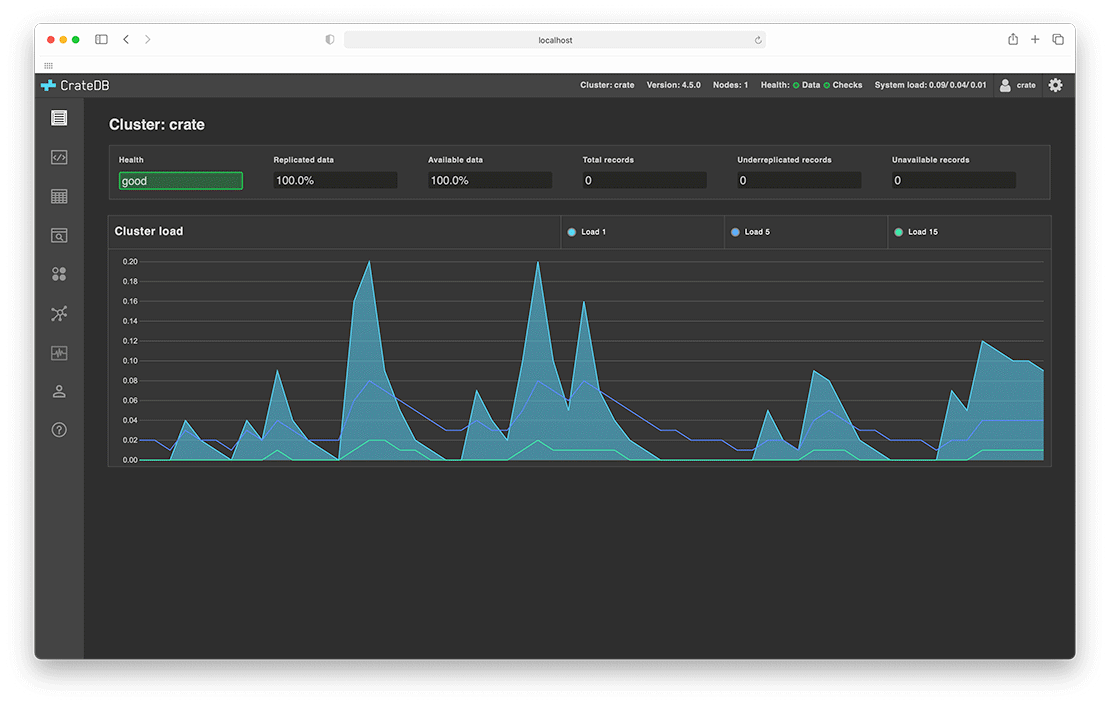 localhost
CrateDB
Cluster: crate Version: 4.5.0 Nodes: 1 Health: Data Checks System load: 0.09/ 0.04/ 0.01 crate
Cluster: crate
Health Replicated data Available data Total records Underreplicated records Unavailable records
good 100.0% 100.0% 0 0 0
Cluster load Load 1 Load 5 Load 15
0.20
0.18
0.16
0.14
0.12
0.10
0.08
0.06
0.04
0.02
0.00